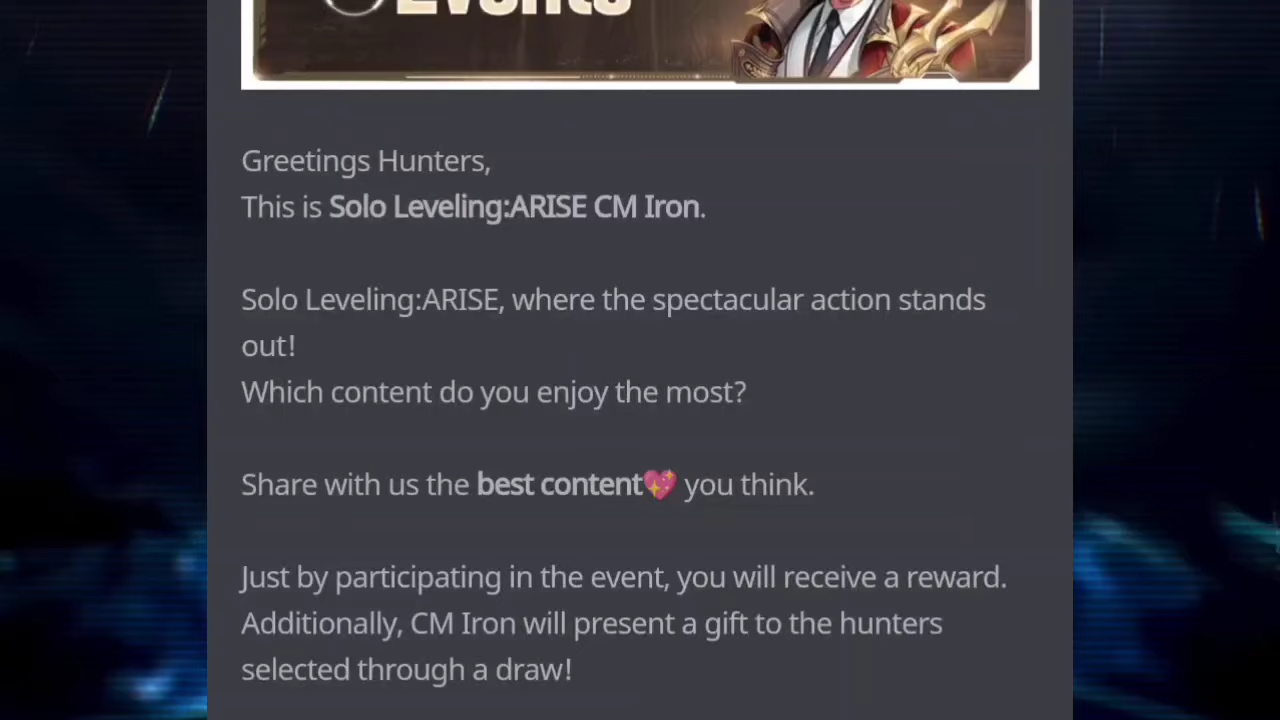 Events
Greetings Hunters,
This is Solo Leveling:ARISE CM Iron.
Solo Leveling:ARISE, where the spectacular action stands
out!
Which content do you enjoy the most?
Share with us the best content💖 you think.
Just by participating in the event, you will receive a reward.
Additionally, CM Iron will present a gift to the hunters
selected through a draw!